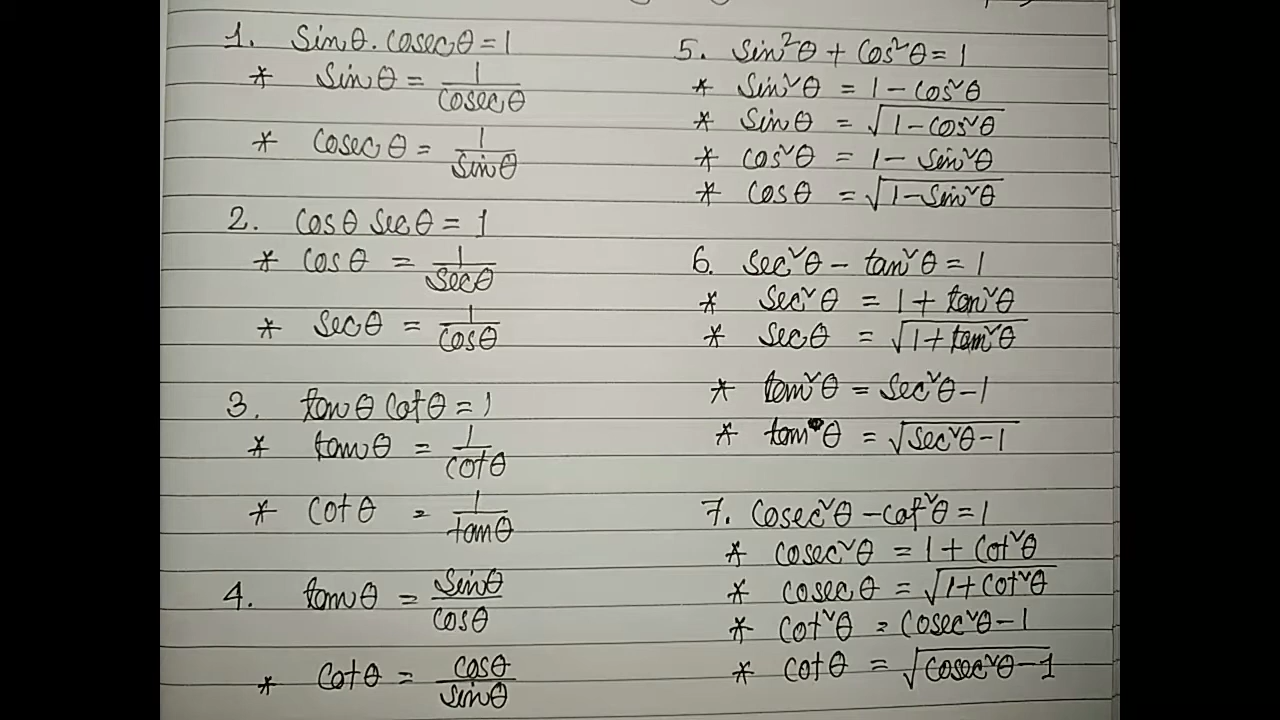 1. Sinθ.cosecθ=1
* Sinθ = 1/cosecθ
* Cosecθ = 1/sinθ
2. Cosθ Secθ = 1
* Cosθ = 1/Secθ
* Secθ = 1/cosθ
3. tanθ Cotθ = 1
* tanθ = 1/cotθ
* Cotθ = 1/tanθ
4. tanθ = Sinθ/cosθ
* Cotθ = cosθ/sinθ
5. Sin²θ + Cos²θ = 1
* Sin²θ = 1 - cos²θ
* Sinθ = √(1-cos²θ)
* cos²θ = 1 - Sin²θ
* cosθ = √(1-Sin²θ)
6. Sec²θ - tan²θ = 1
* Sec²θ = 1 + tan²θ
* Secθ = √(1+tan²θ)
* tan²θ = Sec²θ-1
* tanθ = √(Sec²θ-1)
7. Cosec²θ - cot²θ = 1
* cosec²θ = 1 + Cot²θ
* cosecθ = √(1+Cot²θ)
* Cot²θ = Cosec²θ-1
* cotθ = √(Cosec²θ-1)